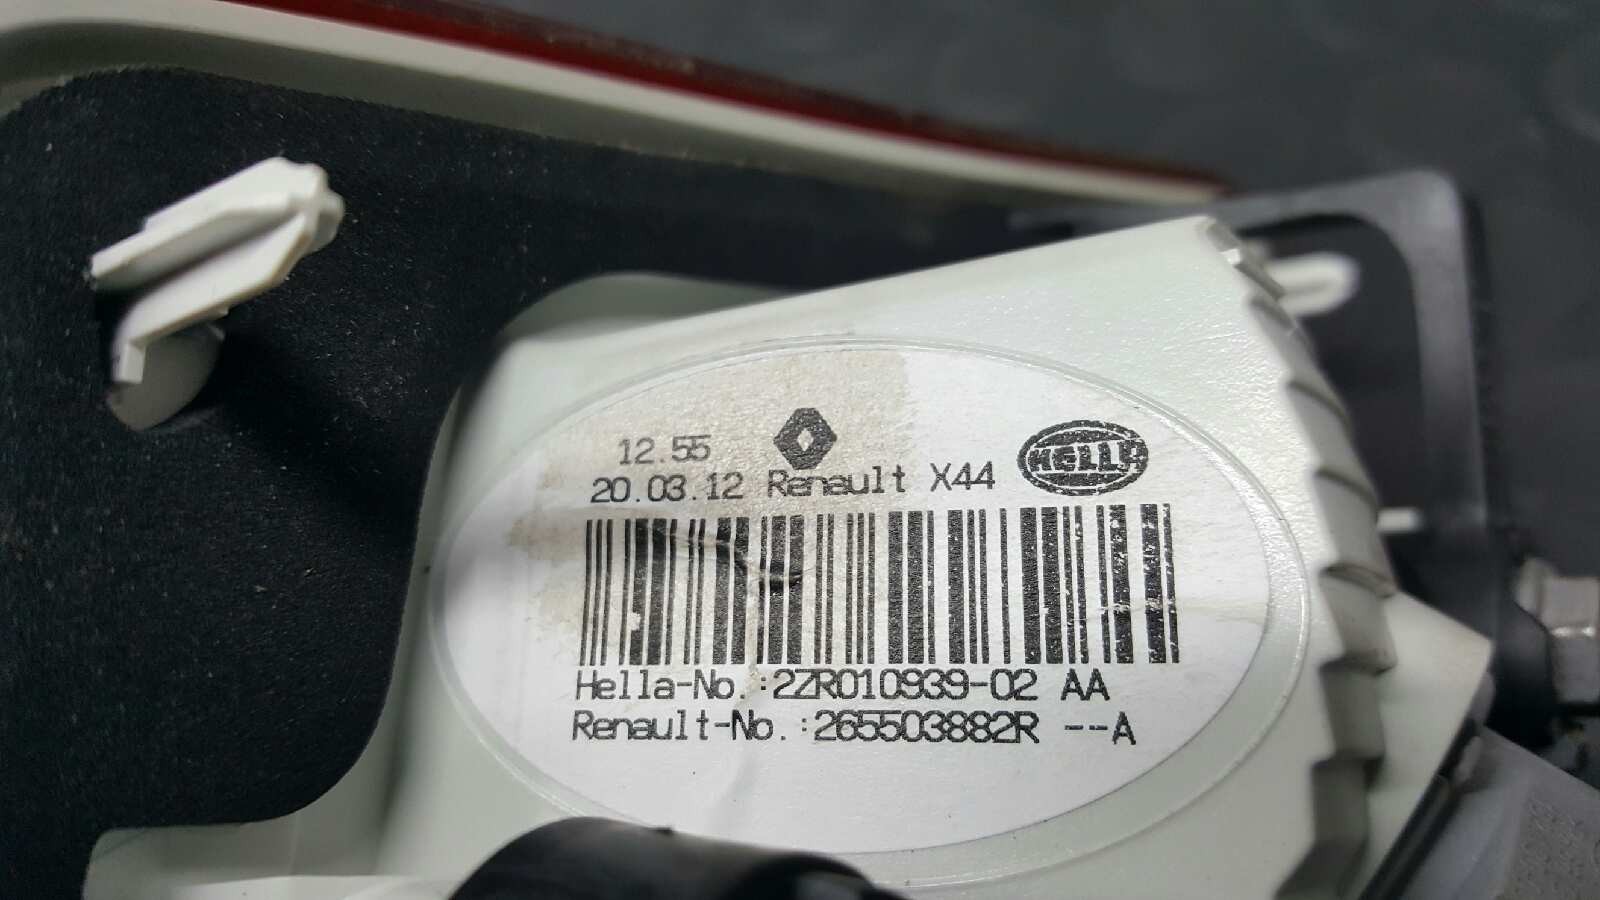 12.55
20.03.12 Renault X44
HELLA
Hella-No.:2ZR010939-02 AA
Renault-No.:265503882R --A